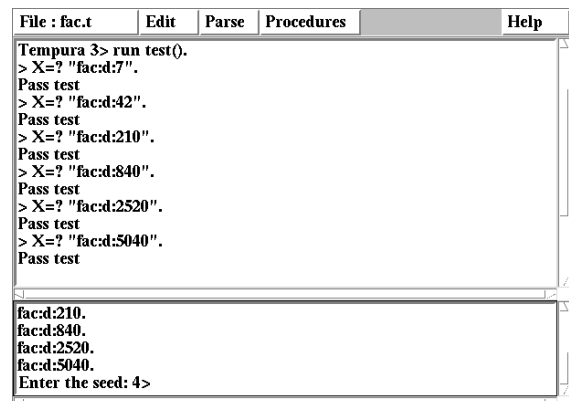 File : fac.t Edit Parse Procedures Help
Tempura 3> run test().
> X=? "fac:d:7".
Pass test
> X=? "fac:d:42".
Pass test
> X=? "fac:d:210".
Pass test
> X=? "fac:d:840".
Pass test
> X=? "fac:d:2520".
Pass test
> X=? "fac:d:5040".
Pass test
fac:d:210.
fac:d:840.
fac:d:2520.
fac:d:5040.
Enter the seed: 4>